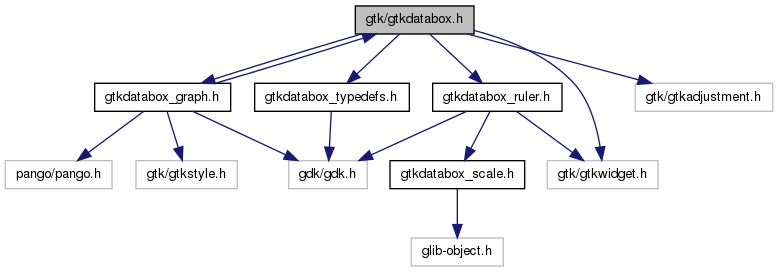 gtk/gtkdatabox.h
gtkdatabox_graph.h
gtkdatabox_typedefs.h
gtkdatabox_ruler.h
gtk/gtkadjustment.h
pango/pango.h
gtk/gtkstyle.h
gdk/gdk.h
gtkdatabox_scale.h
gtk/gtkwidget.h
glib-object.h